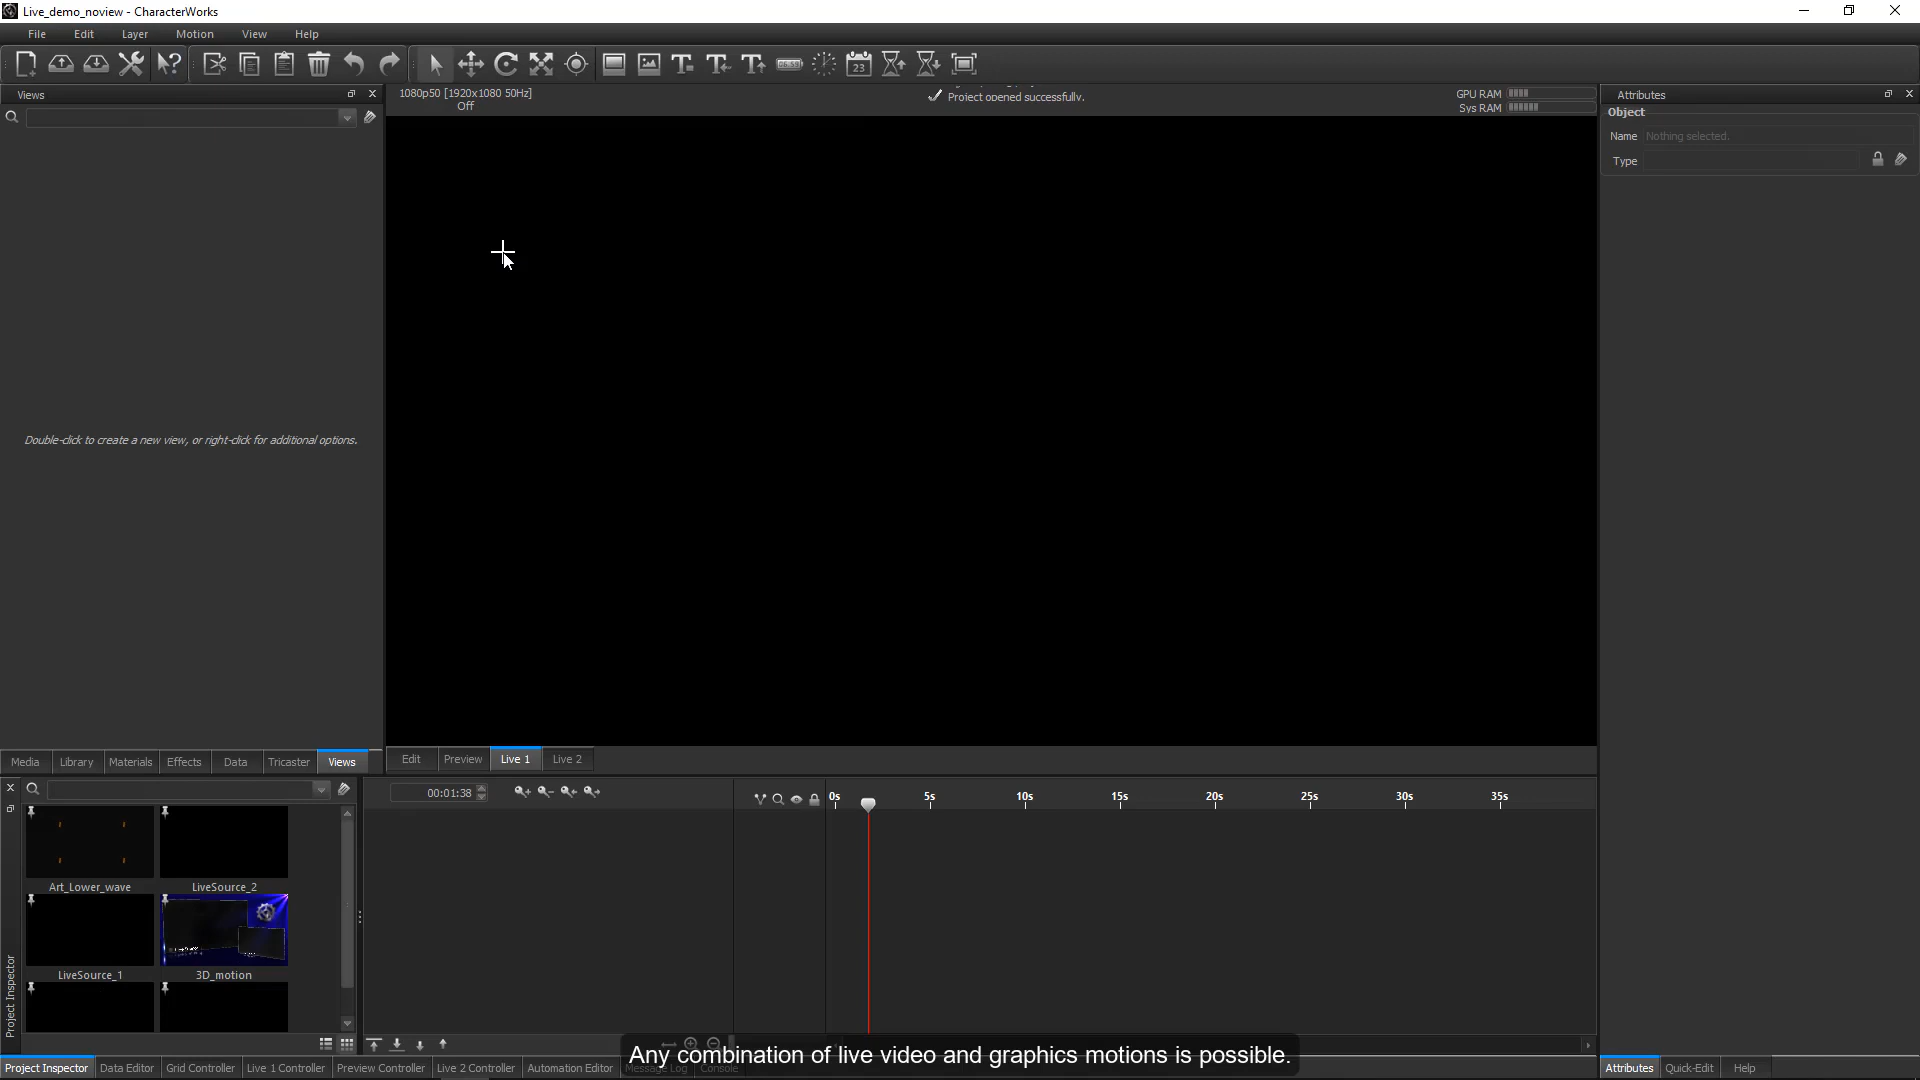 Live_demo_noview - CharacterWorks
File Edit Layer Motion View Help
23
Views
1080p50 [1920x1080 50Hz]
Off
Project opened successfully.
GPU RAM
Sys RAM
Attributes
Object
Name Nothing selected.
Type
Double-click to create a new view, or right-click for additional options.
Media Library Materials Effects Data Tricaster Views
Edit Preview Live 1 Live 2
00:01:38
0s 5s 10s 15s 20s 25s 30s 35s
Art_Lower_wave LiveSource_2
LiveSource_1 3D_motion
Project Inspector
Any combination of live video and graphics motions is possible.
Project Inspector Data Editor Grid Controller Live 1 Controller Preview Controller Live 2 Controller Automation Editor Message Log Console
Attributes Quick-Edit Help